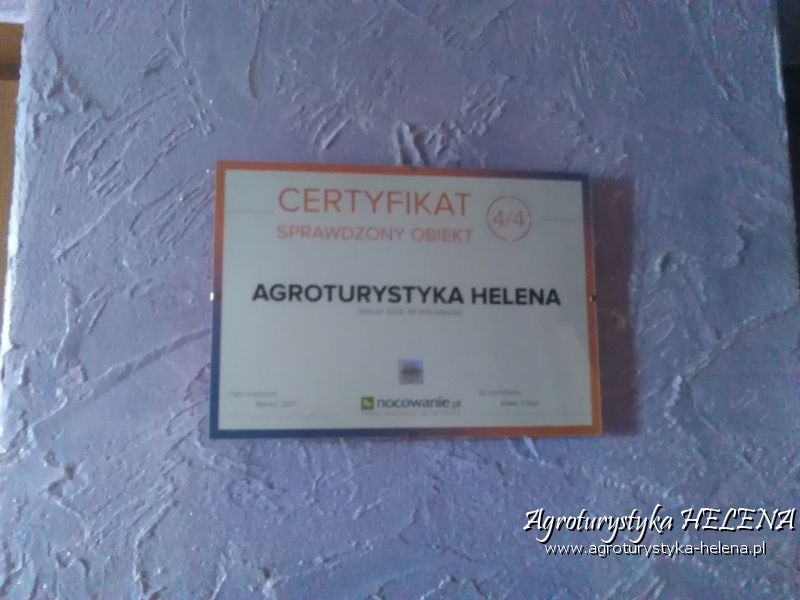 CERTYFIKAT
4/4
SPRAWDZONY OBIEKT
AGROTURYSTYKA HELENA
nocowanie.pl
Agroturystyka HELENA
www.agroturystyka-helena.pl